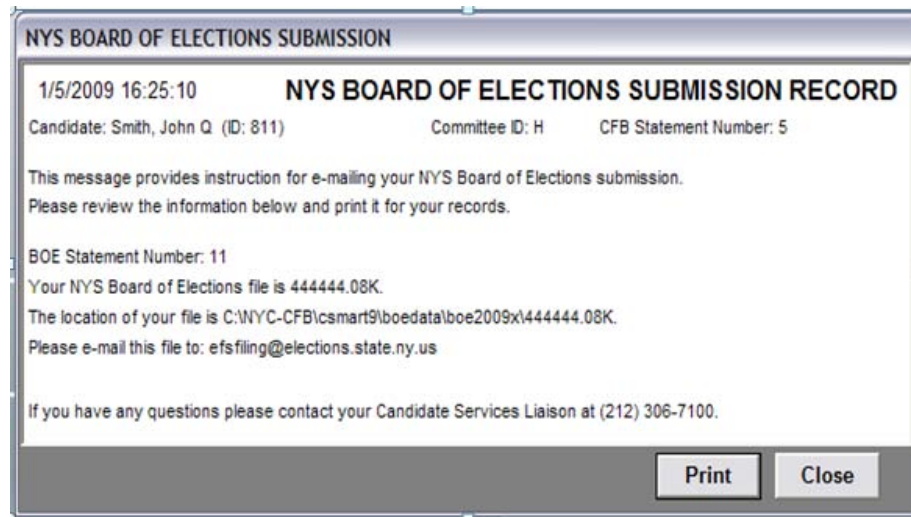 NYS BOARD OF ELECTIONS SUBMISSION
1/5/2009 16:25:10 NYS BOARD OF ELECTIONS SUBMISSION RECORD
Candidate: Smith, John Q (ID: 811) Committee ID: H CFB Statement Number: 5
This message provides instruction for e-mailing your NYS Board of Elections submission.
Please review the information below and print it for your records.
BOE Statement Number: 11
Your NYS Board of Elections file is 444444.08K.
The location of your file is C:\NYC-CFB\csmart9\boedata\boe2009x\444444.08K.
Please e-mail this file to: efsfiling@elections.state.ny.us
If you have any questions please contact your Candidate Services Liaison at (212) 306-7100.
Print Close